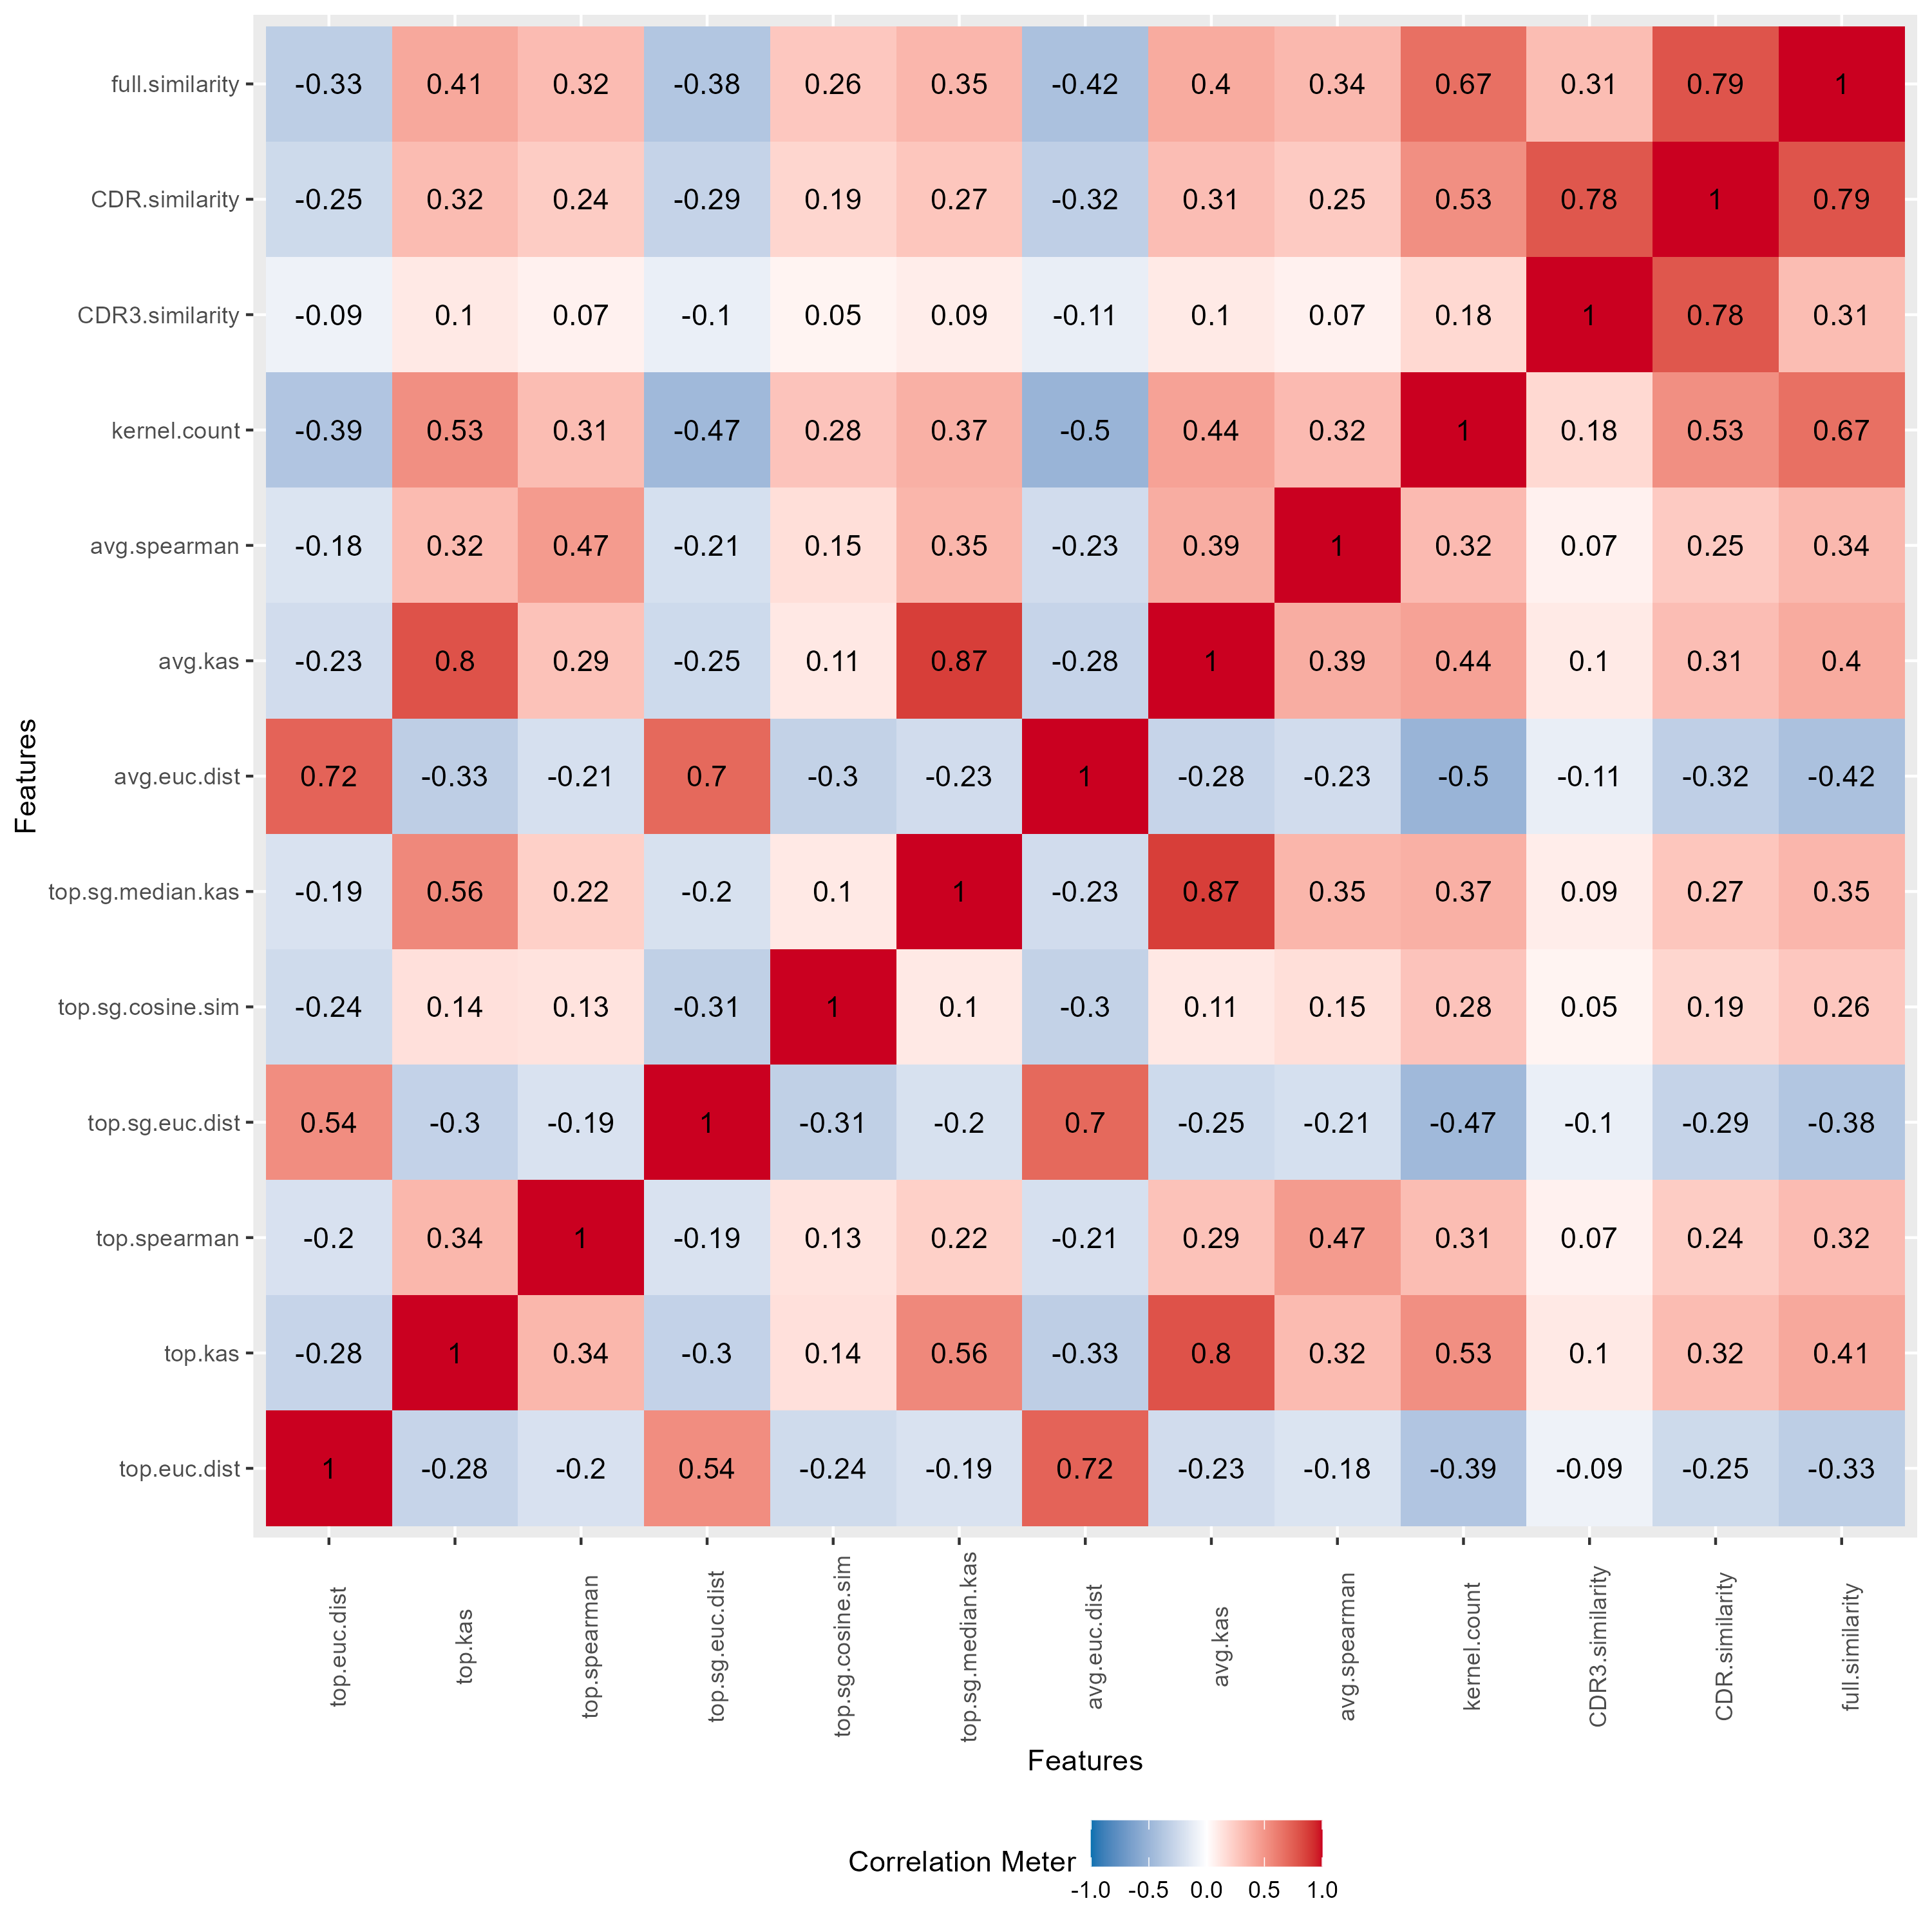 full.similarity -0.33 0.41 0.32 -0.38 0.26 0.35 -0.42 0.4 0.34 0.67 0.31 0.79 1
CDR.similarity -0.25 0.32 0.24 -0.29 0.19 0.27 -0.32 0.31 0.25 0.53 0.78 1 0.79
CDR3.similarity -0.09 0.1 0.07 -0.1 0.05 0.09 -0.11 0.1 0.07 0.18 1 0.78 0.31
kernel.count -0.39 0.53 0.31 -0.47 0.28 0.37 -0.5 0.44 0.32 1 0.18 0.53 0.67
avg.spearman -0.18 0.32 0.47 -0.21 0.15 0.35 -0.23 0.39 1 0.32 0.07 0.25 0.34
avg.kas -0.23 0.8 0.29 -0.25 0.11 0.87 -0.28 1 0.39 0.44 0.1 0.31 0.4
Features
avg.euc.dist 0.72 -0.33 -0.21 0.7 -0.3 -0.23 1 -0.28 -0.23 -0.5 -0.11 -0.32 -0.42
top.sg.median.kas -0.19 0.56 0.22 -0.2 0.1 1 -0.23 0.87 0.35 0.37 0.09 0.27 0.35
top.sg.cosine.sim -0.24 0.14 0.13 -0.31 1 0.1 -0.3 0.11 0.15 0.28 0.05 0.19 0.26
top.sg.euc.dist 0.54 -0.3 -0.19 1 -0.31 -0.2 0.7 -0.25 -0.21 -0.47 -0.1 -0.29 -0.38
top.spearman -0.2 0.34 1 -0.19 0.13 0.22 -0.21 0.29 0.47 0.31 0.07 0.24 0.32
top.kas -0.28 1 0.34 -0.3 0.14 0.56 -0.33 0.8 0.32 0.53 0.1 0.32 0.41
top.euc.dist 1 -0.28 -0.2 0.54 -0.24 -0.19 0.72 -0.23 -0.18 -0.39 -0.09 -0.25 -0.33
top.euc.dist
top.kas
top.spearman
top.sg.euc.dist
top.sg.cosine.sim
top.sg.median.kas
avg.euc.dist
avg.kas
avg.spearman
kernel.count
CDR3.similarity
CDR.similarity
full.similarity
Features
Correlation Meter
-1.0 -0.5 0.0 0.5 1.0